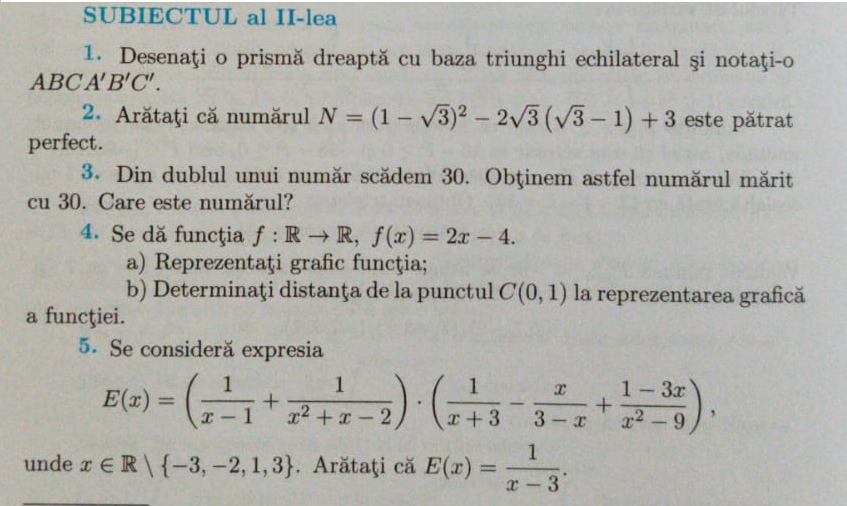 SUBIECTUL al II-lea
1. Desenaţi o prismă dreaptă cu baza triunghi echilateral şi notaţi-o
ABCA′B′C′.
2. Arătaţi că numărul N = (1 − √3)² − 2√3 (√3 − 1) + 3 este pătrat
perfect.
3. Din dublul unui număr scădem 30. Obţinem astfel numărul mărit
cu 30. Care este numărul?
4. Se dă funcţia f : ℝ → ℝ, f(x) = 2x − 4.
a) Reprezentaţi grafic funcţia;
b) Determinaţi distanţa de la punctul C(0, 1) la reprezentarea grafică
a funcţiei.
5. Se consideră expresia
E(x) = (1/(x − 1) + 1/(x² + x − 2)) · (1/(x + 3) − x/(3 − x) + (1 − 3x)/(x² − 9)),
unde x ∈ ℝ \ {−3, −2, 1, 3}. Arătaţi că E(x) = 1/(x − 3).